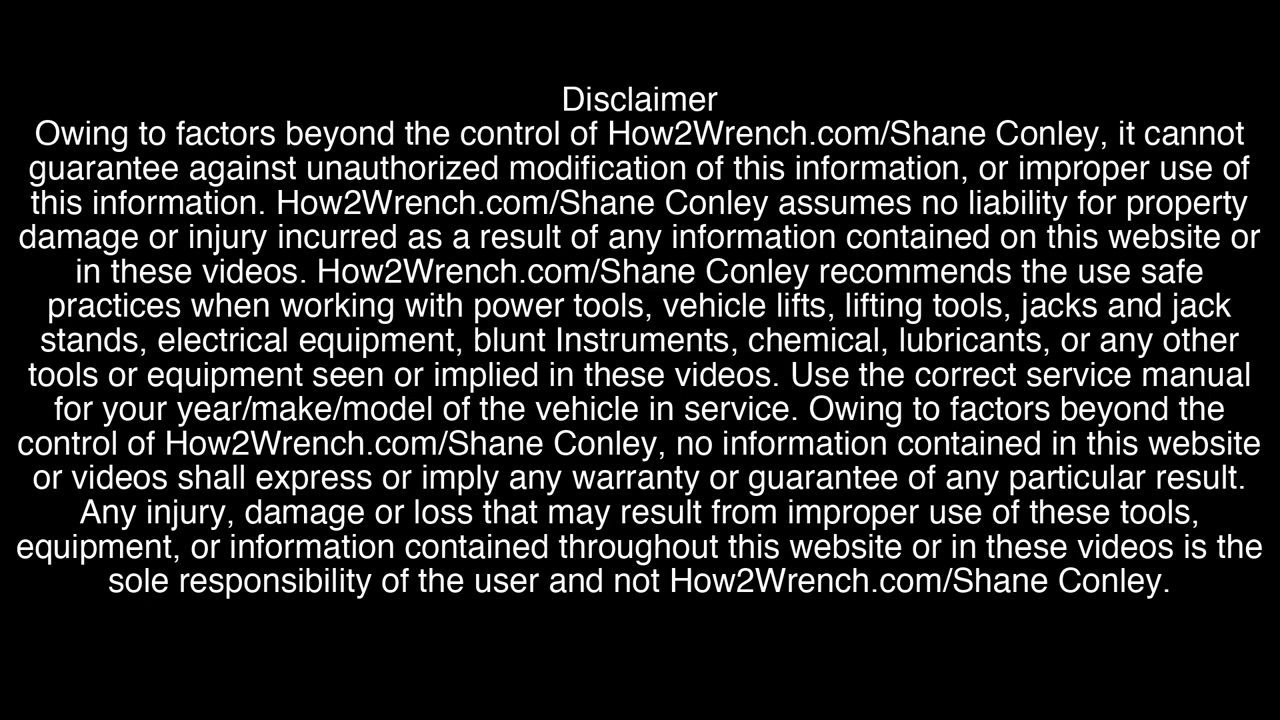 Disclaimer
Owing to factors beyond the control of How2Wrench.com/Shane Conley, it cannot
guarantee against unauthorized modification of this information, or improper use of
this information. How2Wrench.com/Shane Conley assumes no liability for property
damage or injury incurred as a result of any information contained on this website or
in these videos. How2Wrench.com/Shane Conley recommends the use safe
practices when working with power tools, vehicle lifts, lifting tools, jacks and jack
stands, electrical equipment, blunt Instruments, chemical, lubricants, or any other
tools or equipment seen or implied in these videos. Use the correct service manual
for your year/make/model of the vehicle in service. Owing to factors beyond the
control of How2Wrench.com/Shane Conley, no information contained in this website
or videos shall express or imply any warranty or guarantee of any particular result.
Any injury, damage or loss that may result from improper use of these tools,
equipment, or information contained throughout this website or in these videos is the
sole responsibility of the user and not How2Wrench.com/Shane Conley.